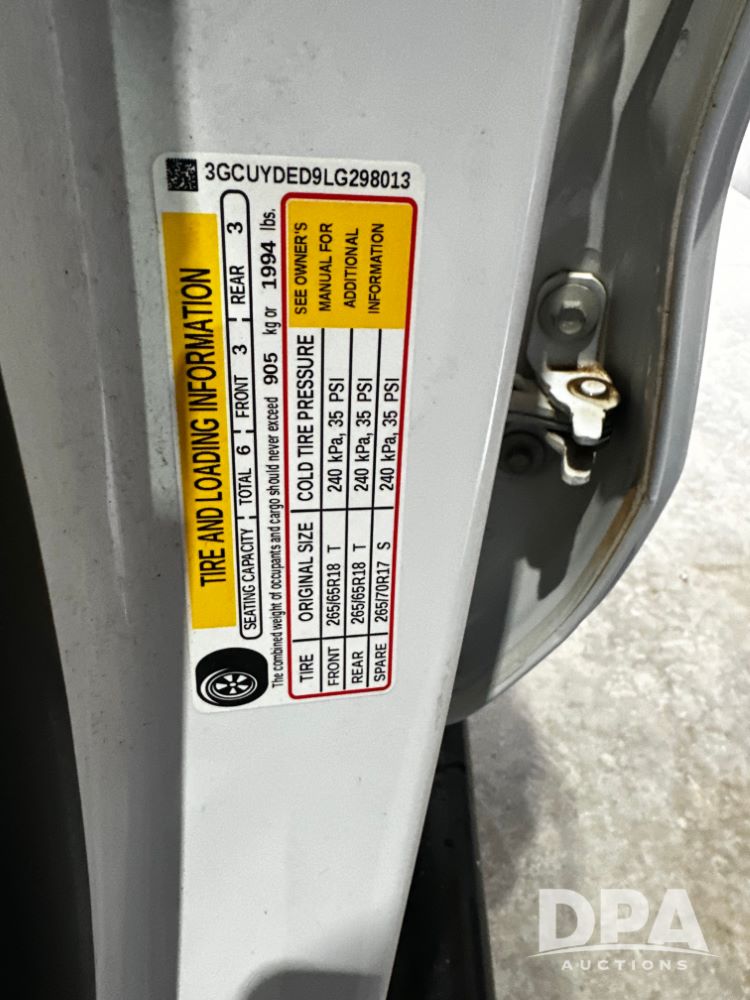 3GCUYDED9LG298013
TIRE AND LOADING INFORMATION
SEATING CAPACITY TOTAL 6 FRONT 3 REAR 3
The combined weight of occupants and cargo should never exceed 905 kg or 1994 lbs.
TIRE ORIGINAL SIZE COLD TIRE PRESSURE
FRONT 265/65R18 T 240 kPa, 35 PSI
REAR 265/65R18 T 240 kPa, 35 PSI
SPARE 265/70R17 S 240 kPa, 35 PSI
SEE OWNER'S
MANUAL FOR
ADDITIONAL
INFORMATION
DPA
AUCTIONS